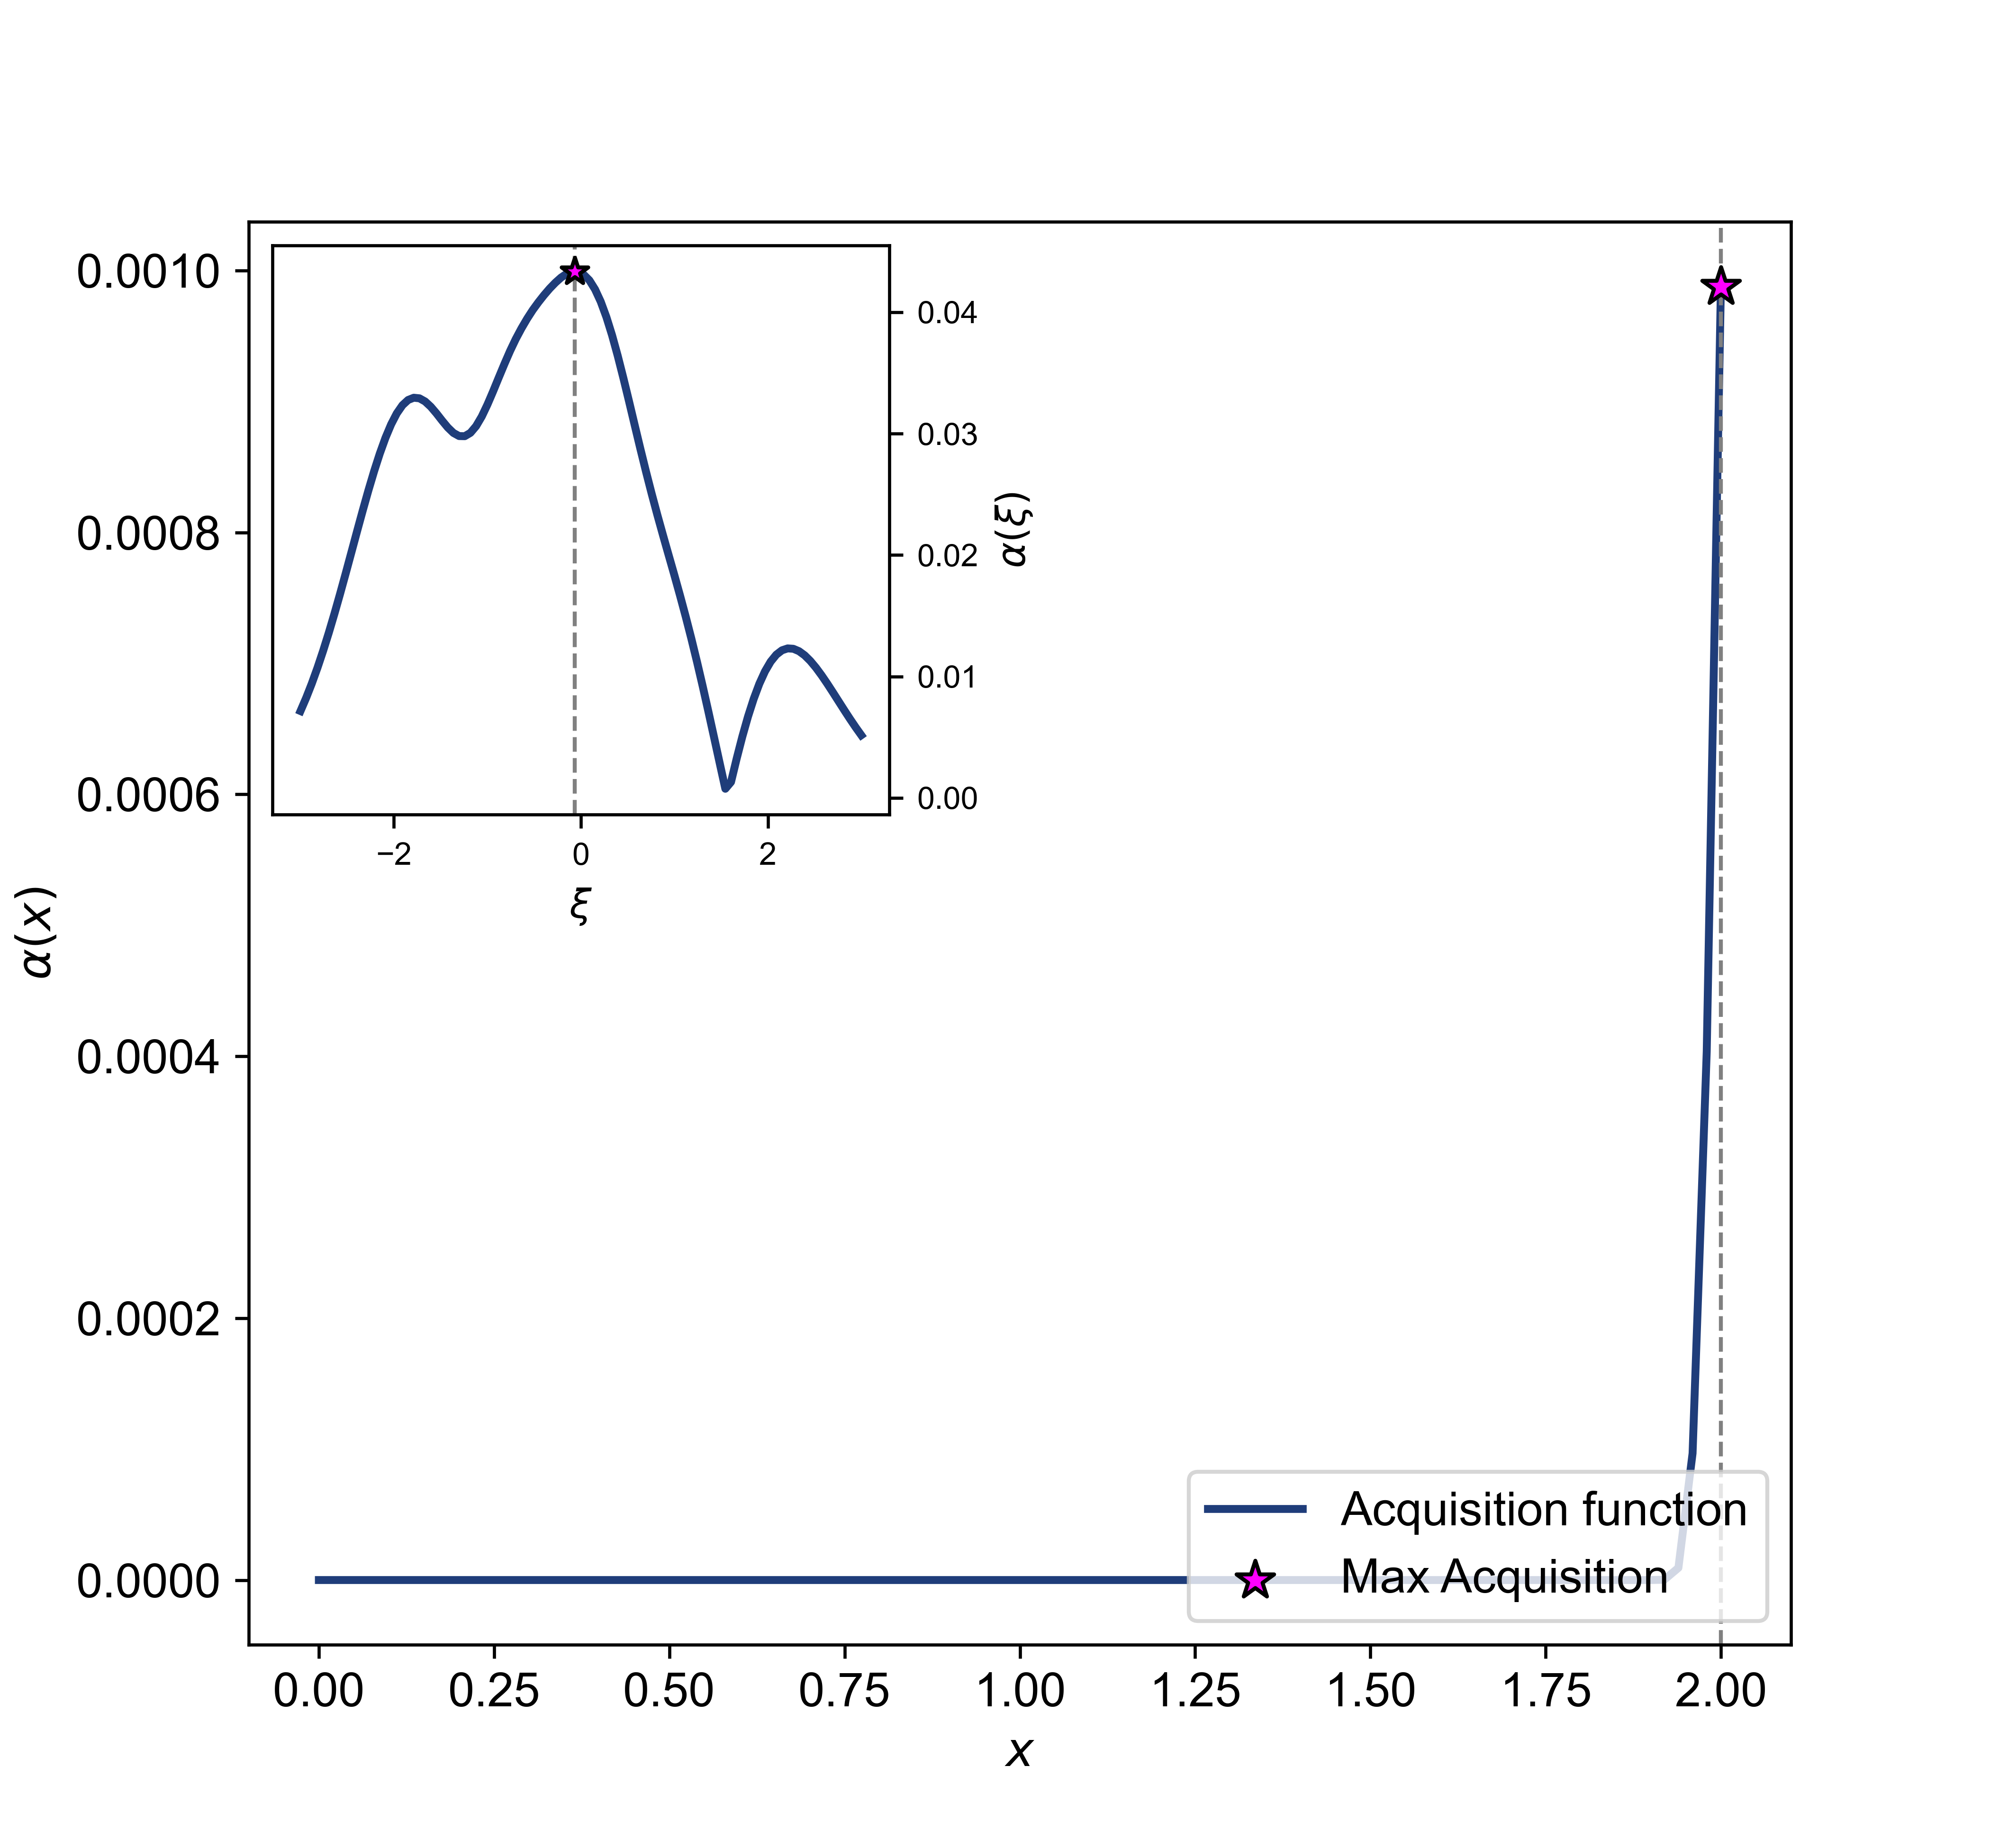 0.0010
0.0008
0.0006
0.0004
0.0002
0.0000
α(x)
0.04
0.03
0.02
0.01
0.00
α(ξ)
−2 0 2
ξ
Acquisition function
Max Acquisition
0.00 0.25 0.50 0.75 1.00 1.25 1.50 1.75 2.00
x